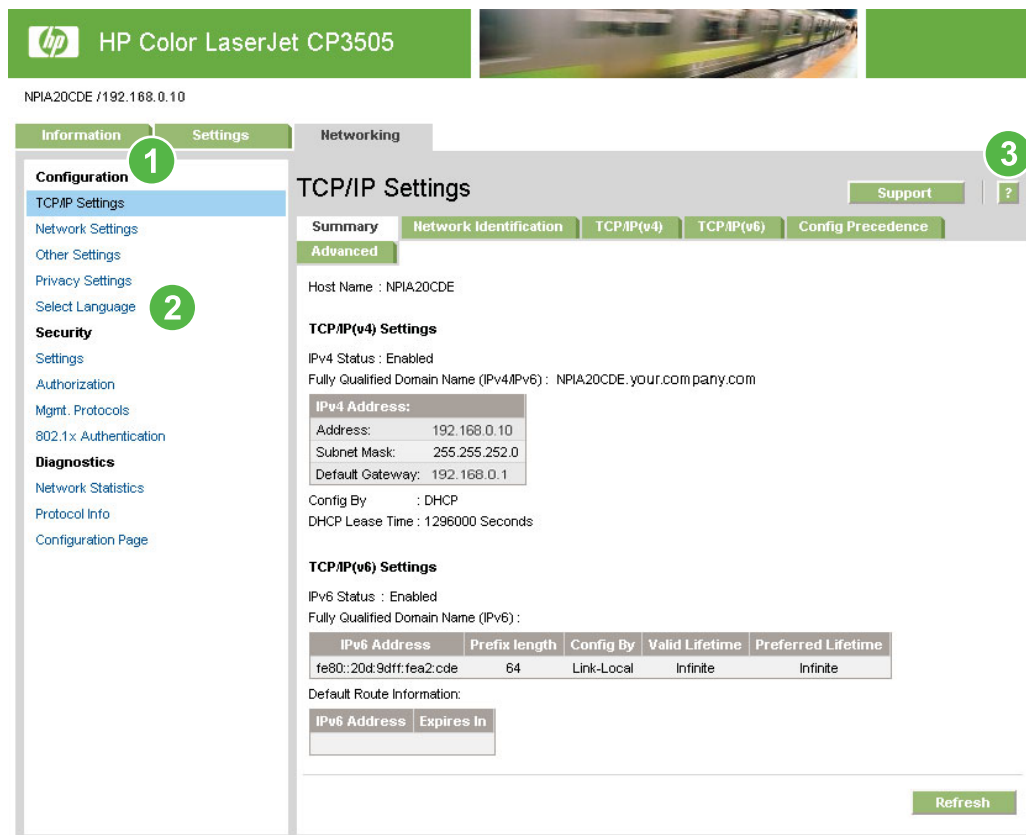 hp HP Color LaserJet CP3505
NPIA20CDE /192.168.0.10
Information Settings Networking
1
3
Configuration
TCP/IP Settings
Network Settings
Other Settings
Privacy Settings
Select Language
2
Security
Settings
Authorization
Mgmt. Protocols
802.1x Authentication
Diagnostics
Network Statistics
Protocol Info
Configuration Page
TCP/IP Settings
Support ?
Summary Network Identification TCP/IP(v4) TCP/IP(v6) Config Precedence
Advanced
Host Name : NPIA20CDE
TCP/IP(v4) Settings
IPv4 Status : Enabled
Fully Qualified Domain Name (IPv4/IPv6) : NPIA20CDE.your.company.com
IPv4 Address:
Address: 192.168.0.10
Subnet Mask: 255.255.252.0
Default Gateway: 192.168.0.1
Config By : DHCP
DHCP Lease Time : 1296000 Seconds
TCP/IP(v6) Settings
IPv6 Status : Enabled
Fully Qualified Domain Name (IPv6) :
IPv6 Address Prefix length Config By Valid Lifetime Preferred Lifetime
fe80::20d:9dff:fea2:cde 64 Link-Local Infinite Infinite
Default Route Information:
IPv6 Address Expires In
Refresh